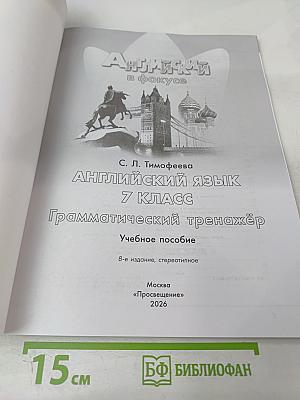 Английский
в фокусе
С. Л. Тимофеева
АНГЛИЙСКИЙ ЯЗЫК
7 КЛАСС
Грамматический тренажёр
Учебное пособие
8-е издание, стереотипное
Москва
«Просвещение»
2026
15 см
БФ БИБЛИОФАН